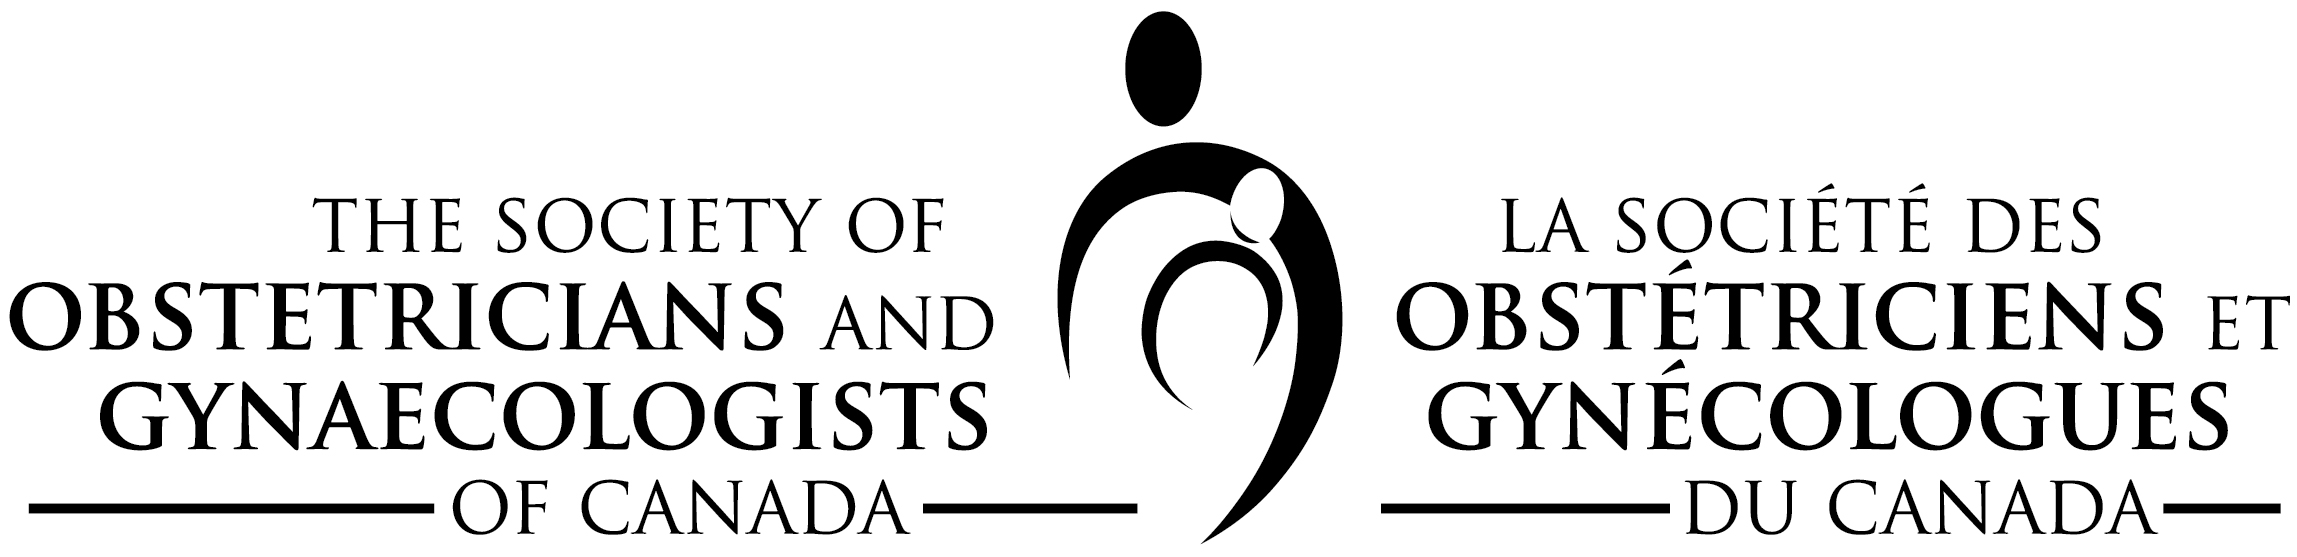 THE SOCIETY OF
OBSTETRICIANS AND
GYNAECOLOGISTS
OF CANADA
LA SOCIÉTÉ DES
OBSTÉTRICIENS ET
GYNÉCOLOGUES
DU CANADA